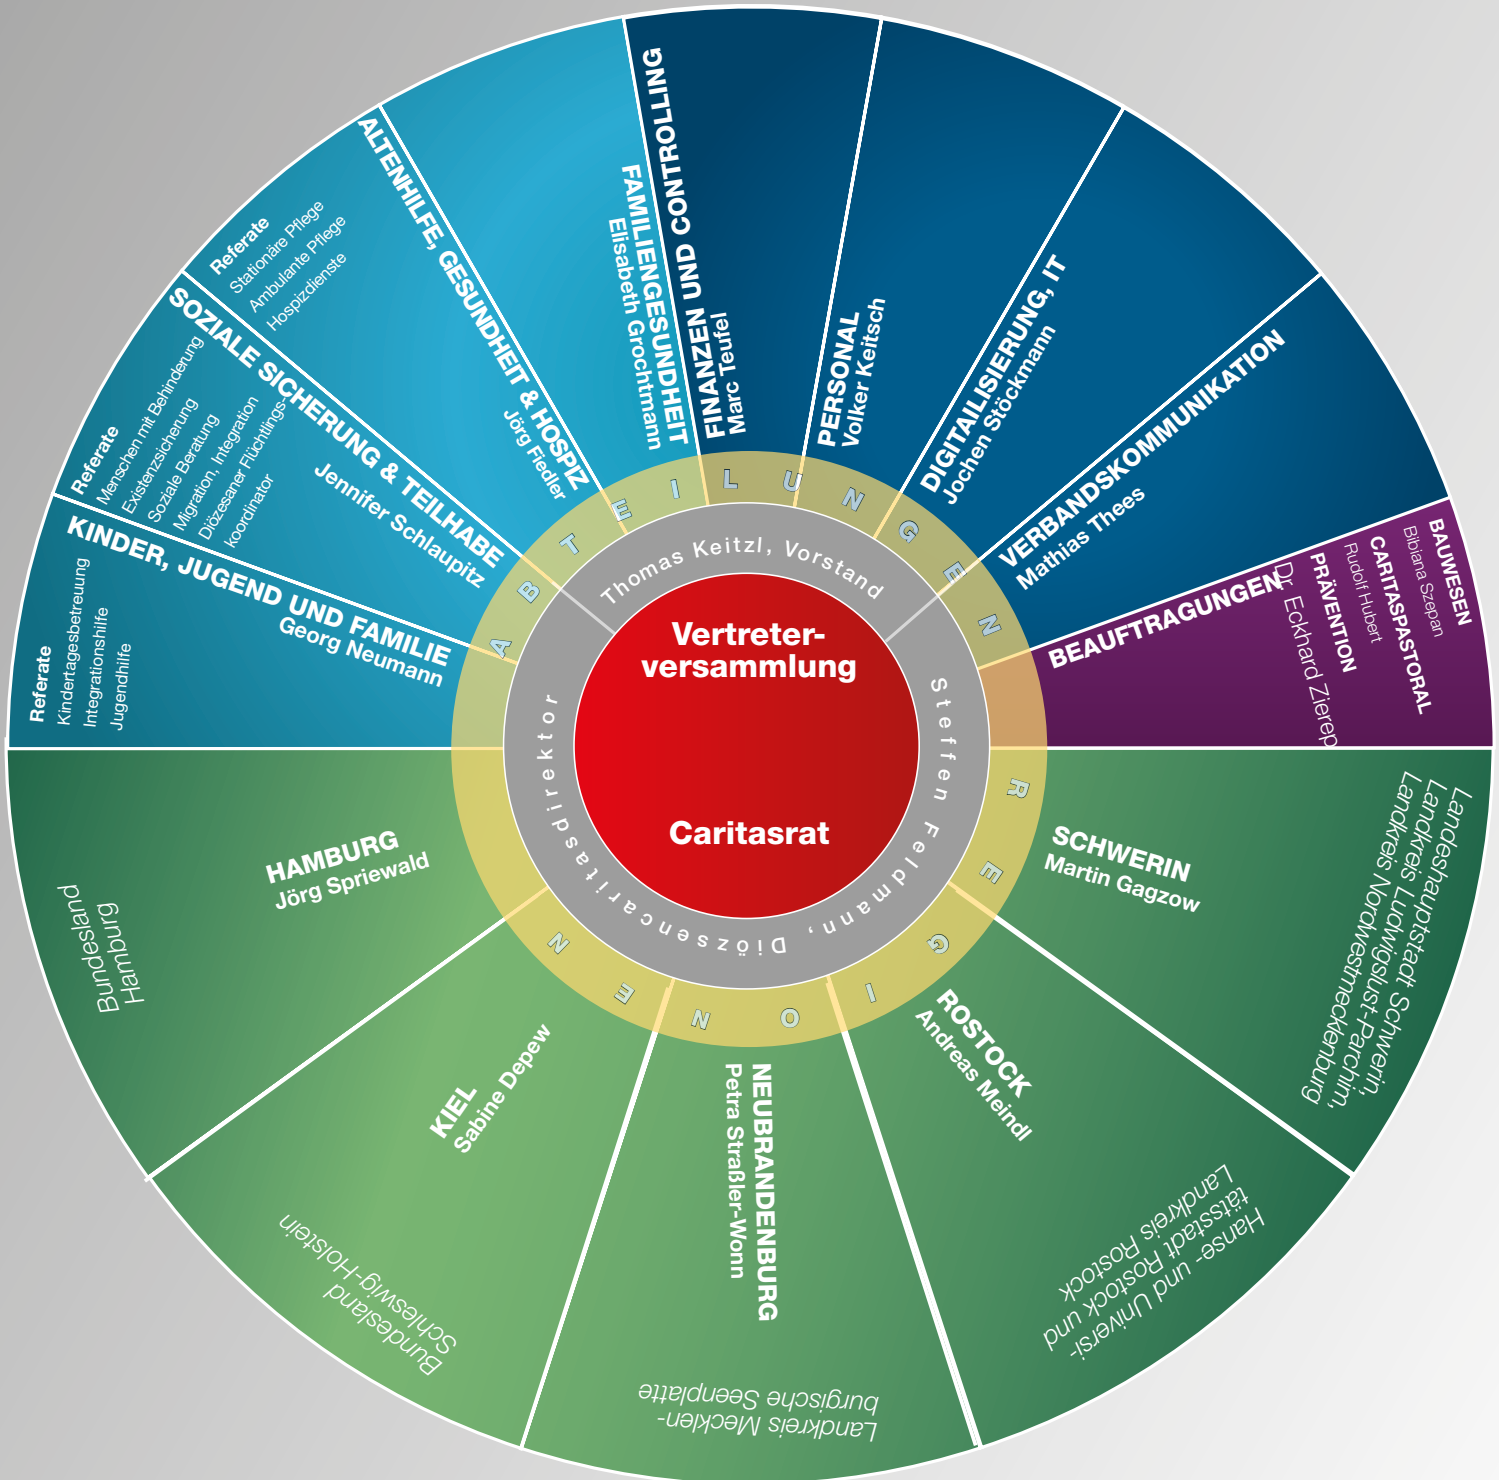 Vertreter-
versammlung
Caritasrat
Thomas Keitzl, Vorstand
Steffen Feldmann, Diözsencaritasdirektor
ABTEILUNGEN
REGIONEN
KINDER, JUGEND UND FAMILIE
Georg Neumann
Referate
Kindertagesbetreuung
Integrationshilfe
Jugendhilfe
SOZIALE SICHERUNG & TEILHABE
Jennifer Schlaupitz
Referate
Menschen mit Behinderung
Existenzsicherung
Soziale Beratung
Migration, Integration
Diözesaner Flüchtlings-
koordinator
ALTENHILFE, GESUNDHEIT & HOSPIZ
Jörg Fiedler
Referate
Stationäre Pflege
Ambulante Pflege
Hospizdienste
FAMILIENGESUNDHEIT
Elisabeth Grochtmann
FINANZEN UND CONTROLLING
Marc Teufel
PERSONAL
Volker Keitsch
DIGITAILISIERUNG, IT
Jochen Stöckmann
VERBANDSKOMMUNIKATION
Mathias Thees
BEAUFTRAGUNGEN
BAUWESEN
Bibiana Szepan
CARITASPASTORAL
Rudolf Hubert
PRÄVENTION
Dr. Eckhard Zierep
SCHWERIN
Martin Gagzow
Landeshauptstadt Schwerin,
Landkreis Ludwigslust-Parchim,
Landkreis Nordwestmecklenburg
ROSTOCK
Andreas Meindl
Hanse- und Universi-
tätsstadt Rostock und
Landkreis Rostock
NEUBRANDENBURG
Petra Straßler-Wonn
Landkreis Mecklen-
burgische Seenplatte
KIEL
Sabine Depew
Bundesland
Schleswig-Holstein
HAMBURG
Jörg Spriewald
Bundesland
Hamburg